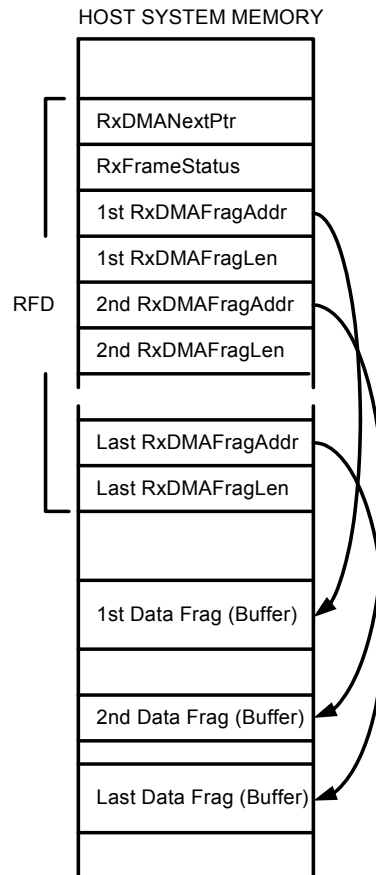 HOST SYSTEM MEMORY
RxDMANextPtr
RxFrameStatus
1st RxDMAFragAddr
1st RxDMAFragLen
RFD
2nd RxDMAFragAddr
2nd RxDMAFragLen
Last RxDMAFragAddr
Last RxDMAFragLen
1st Data Frag (Buffer)
2nd Data Frag (Buffer)
Last Data Frag (Buffer)